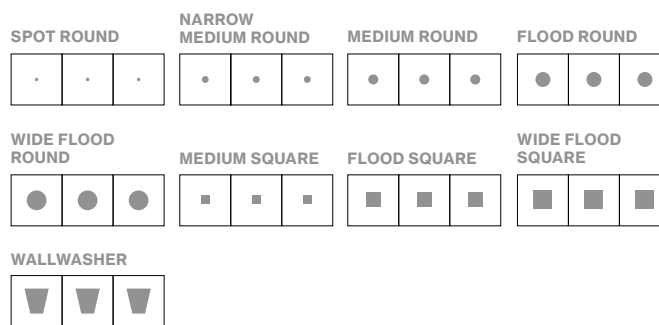 SPOT ROUND
NARROW
MEDIUM ROUND
MEDIUM ROUND
FLOOD ROUND
WIDE FLOOD
ROUND
MEDIUM SQUARE
FLOOD SQUARE
WIDE FLOOD
SQUARE
WALLWASHER